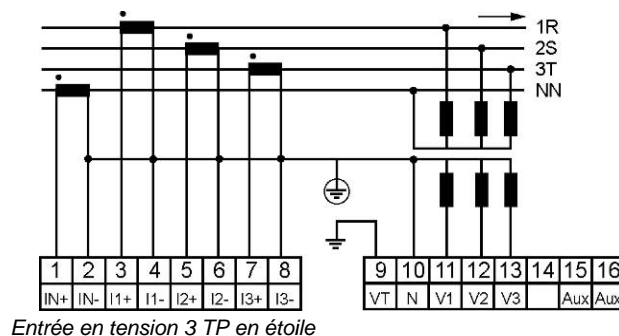 1R
2S
3T
NN
1 2 3 4 5 6 7 8
IN+ IN- I1+ I1- I2+ I2- I3+ I3-
9 10 11 12 13 14 15 16
VT N V1 V2 V3 Aux Aux
Entrée en tension 3 TP en étoile